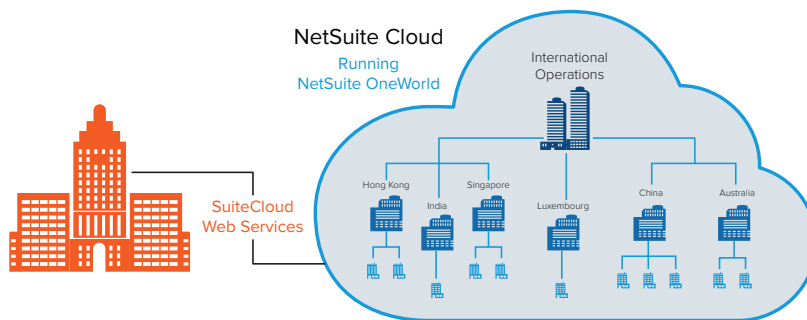 NetSuite Cloud
Running
NetSuite OneWorld
International
Operations
Hong Kong
India
Singapore
Luxembourg
China
Australia
SuiteCloud
Web Services